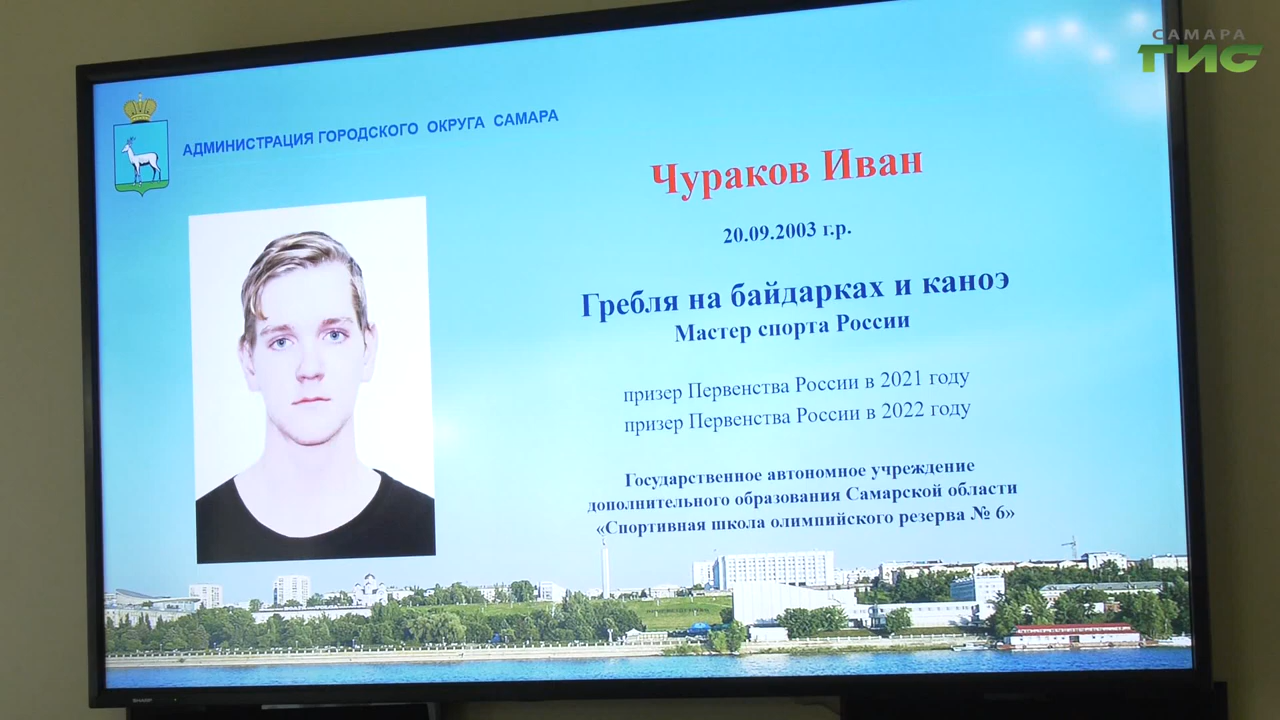 САМАРА
ГИС
АДМИНИСТРАЦИЯ ГОРОДСКОГО ОКРУГА САМАРА
Чураков Иван
20.09.2003 г.р.
Гребля на байдарках и каноэ
Мастер спорта России
призер Первенства России в 2021 году
призер Первенства России в 2022 году
Государственное автономное учреждение
дополнительного образования Самарской области
«Спортивная школа олимпийского резерва № 6»
SHARP